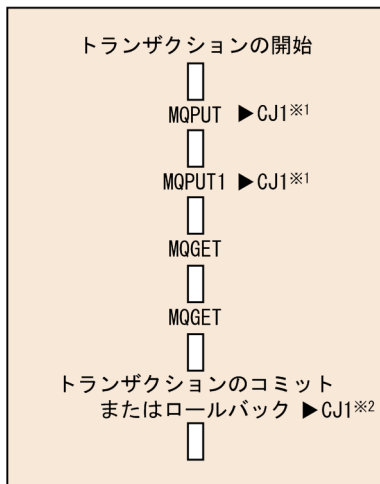 トランザクションの開始
MQPUT ▶CJ1※1
MQPUT1 ▶CJ1※1
MQGET
MQGET
トランザクションのコミット
またはロールバック ▶CJ1※2